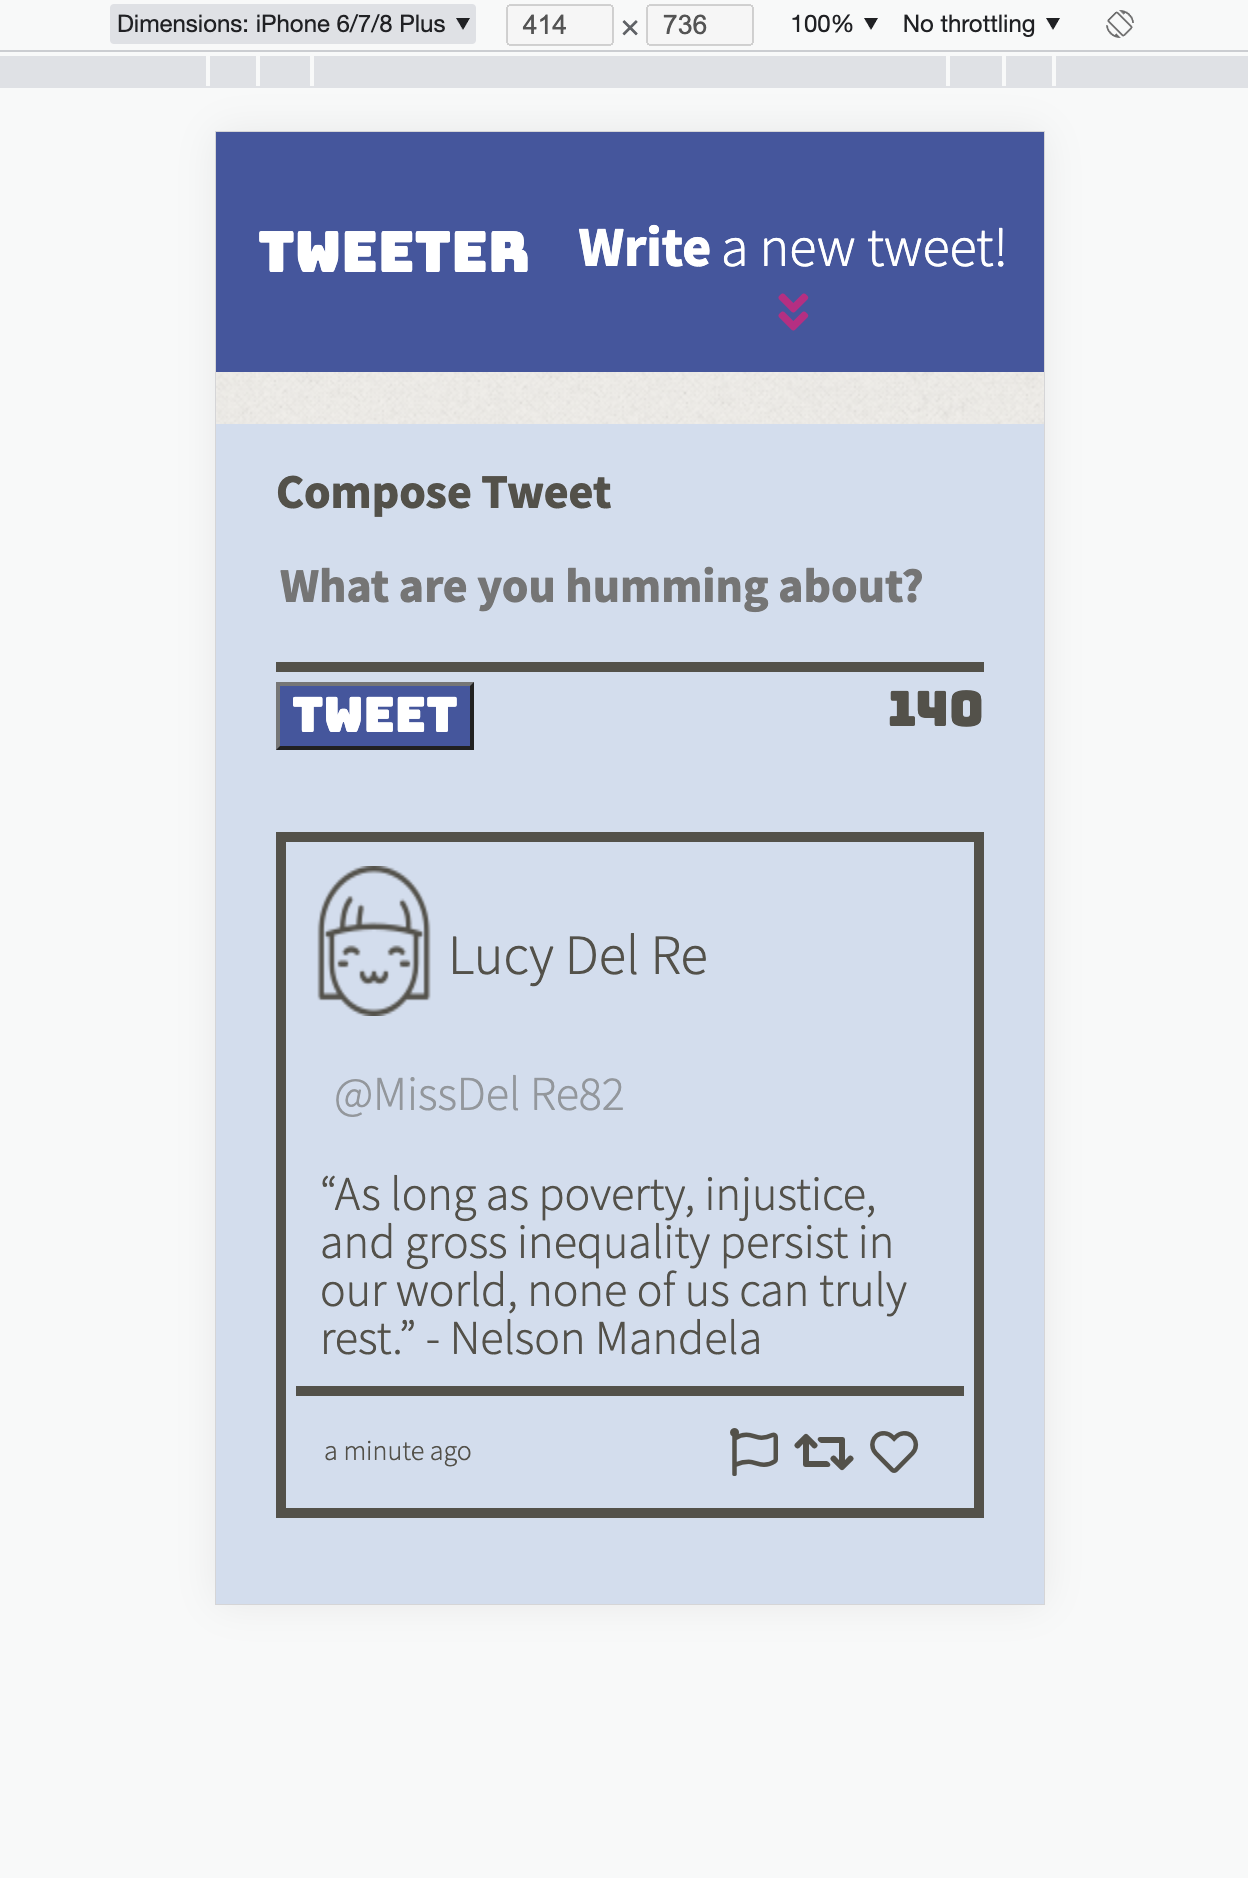 Dimensions: iPhone 6/7/8 Plus ▼ 414 × 736 100% ▼ No throttling ▼
TWEETER Write a new tweet!
Compose Tweet
What are you humming about?
TWEET 140
Lucy Del Re
@MissDel Re82
“As long as poverty, injustice,
and gross inequality persist in
our world, none of us can truly
rest.” - Nelson Mandela
a minute ago